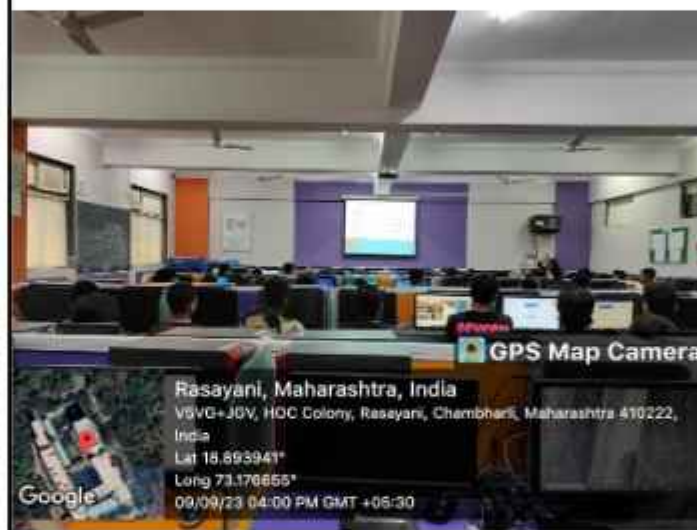 GPS Map Camera
Rasayani, Maharashtra, India
VSVG+JGV, HOC Colony, Rasayani, Chambharli, Maharashtra 410222,
India
Lat 18.893941°
Long 73.176655°
09/09/23 04:00 PM GMT +05:30
Google